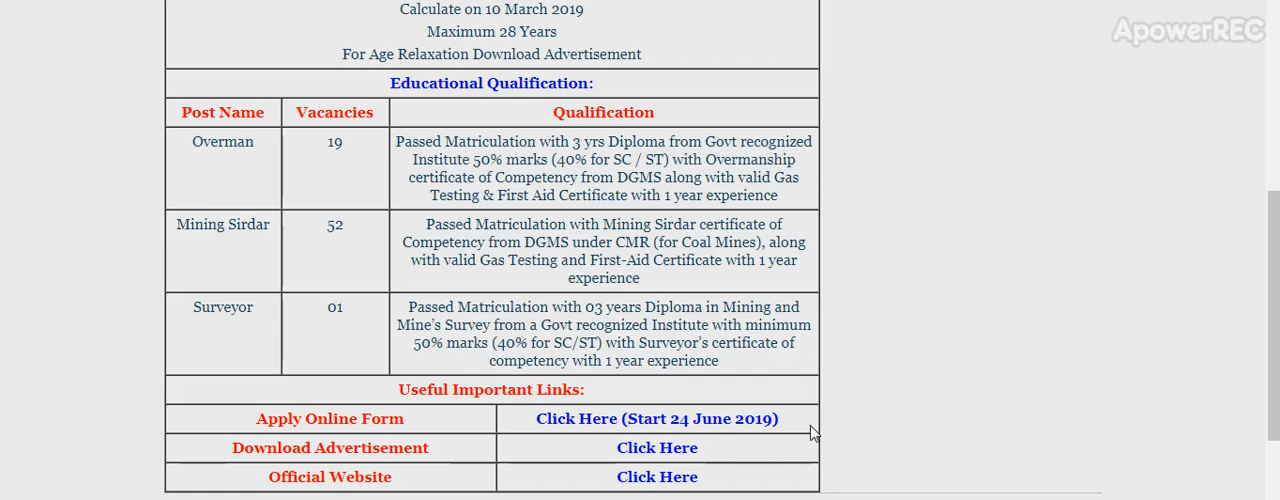 Calculate on 10 March 2019
Maximum 28 Years
For Age Relaxation Download Advertisement
ApowerREC
Educational Qualification:
Post Name Vacancies Qualification
Overman 19 Passed Matriculation with 3 yrs Diploma from Govt recognized
Institute 50% marks (40% for SC / ST) with Overmanship
certificate of Competency from DGMS along with valid Gas
Testing & First Aid Certificate with 1 year experience
Mining Sirdar 52 Passed Matriculation with Mining Sirdar certificate of
Competency from DGMS under CMR (for Coal Mines), along
with valid Gas Testing and First-Aid Certificate with 1 year
experience
Surveyor 01 Passed Matriculation with 03 years Diploma in Mining and
Mine’s Survey from a Govt recognized Institute with minimum
50% marks (40% for SC/ST) with Surveyor’s certificate of
competency with 1 year experience
Useful Important Links:
Apply Online Form Click Here (Start 24 June 2019)
Download Advertisement Click Here
Official Website Click Here